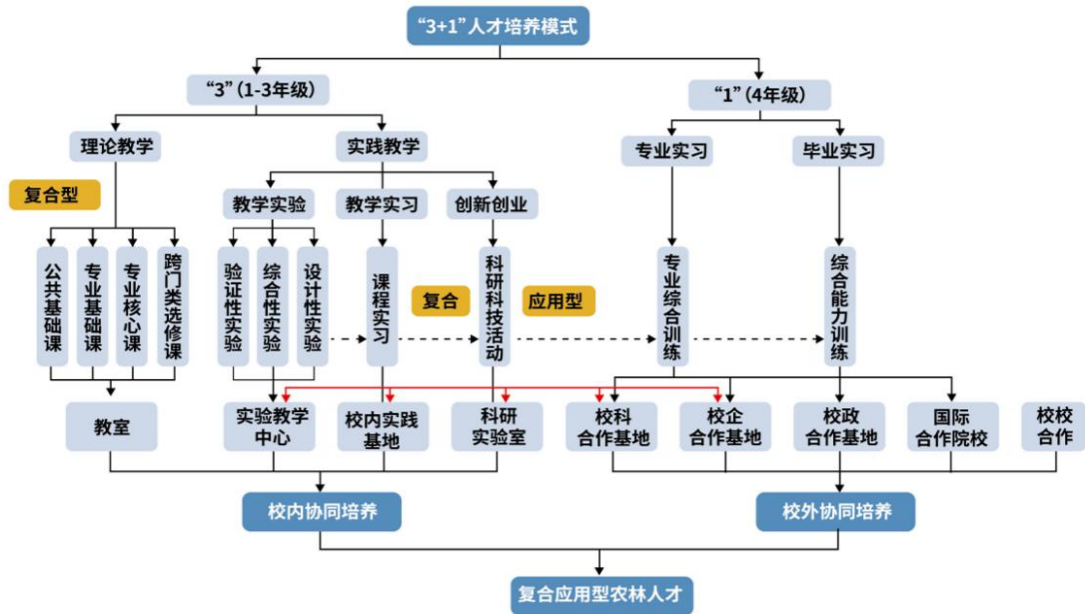 “3+1”人才培养模式
“3”(1-3年级)
“1”(4年级)
理论教学
实践教学
专业实习
毕业实习
复合型
教学实验
教学实习
创新创业
公共基础课
专业基础课
专业核心课
跨门类选修课
验证性实验
综合性实验
设计性实验
课程实习
复合
科研科技活动
应用型
专业综合训练
综合能力训练
教室
实验教学
中心
校内实践
基地
科研
实验室
校科
合作基地
校企
合作基地
校政
合作基地
国际
合作院校
校校
合作
校内协同培养
校外协同培养
复合应用型农林人才